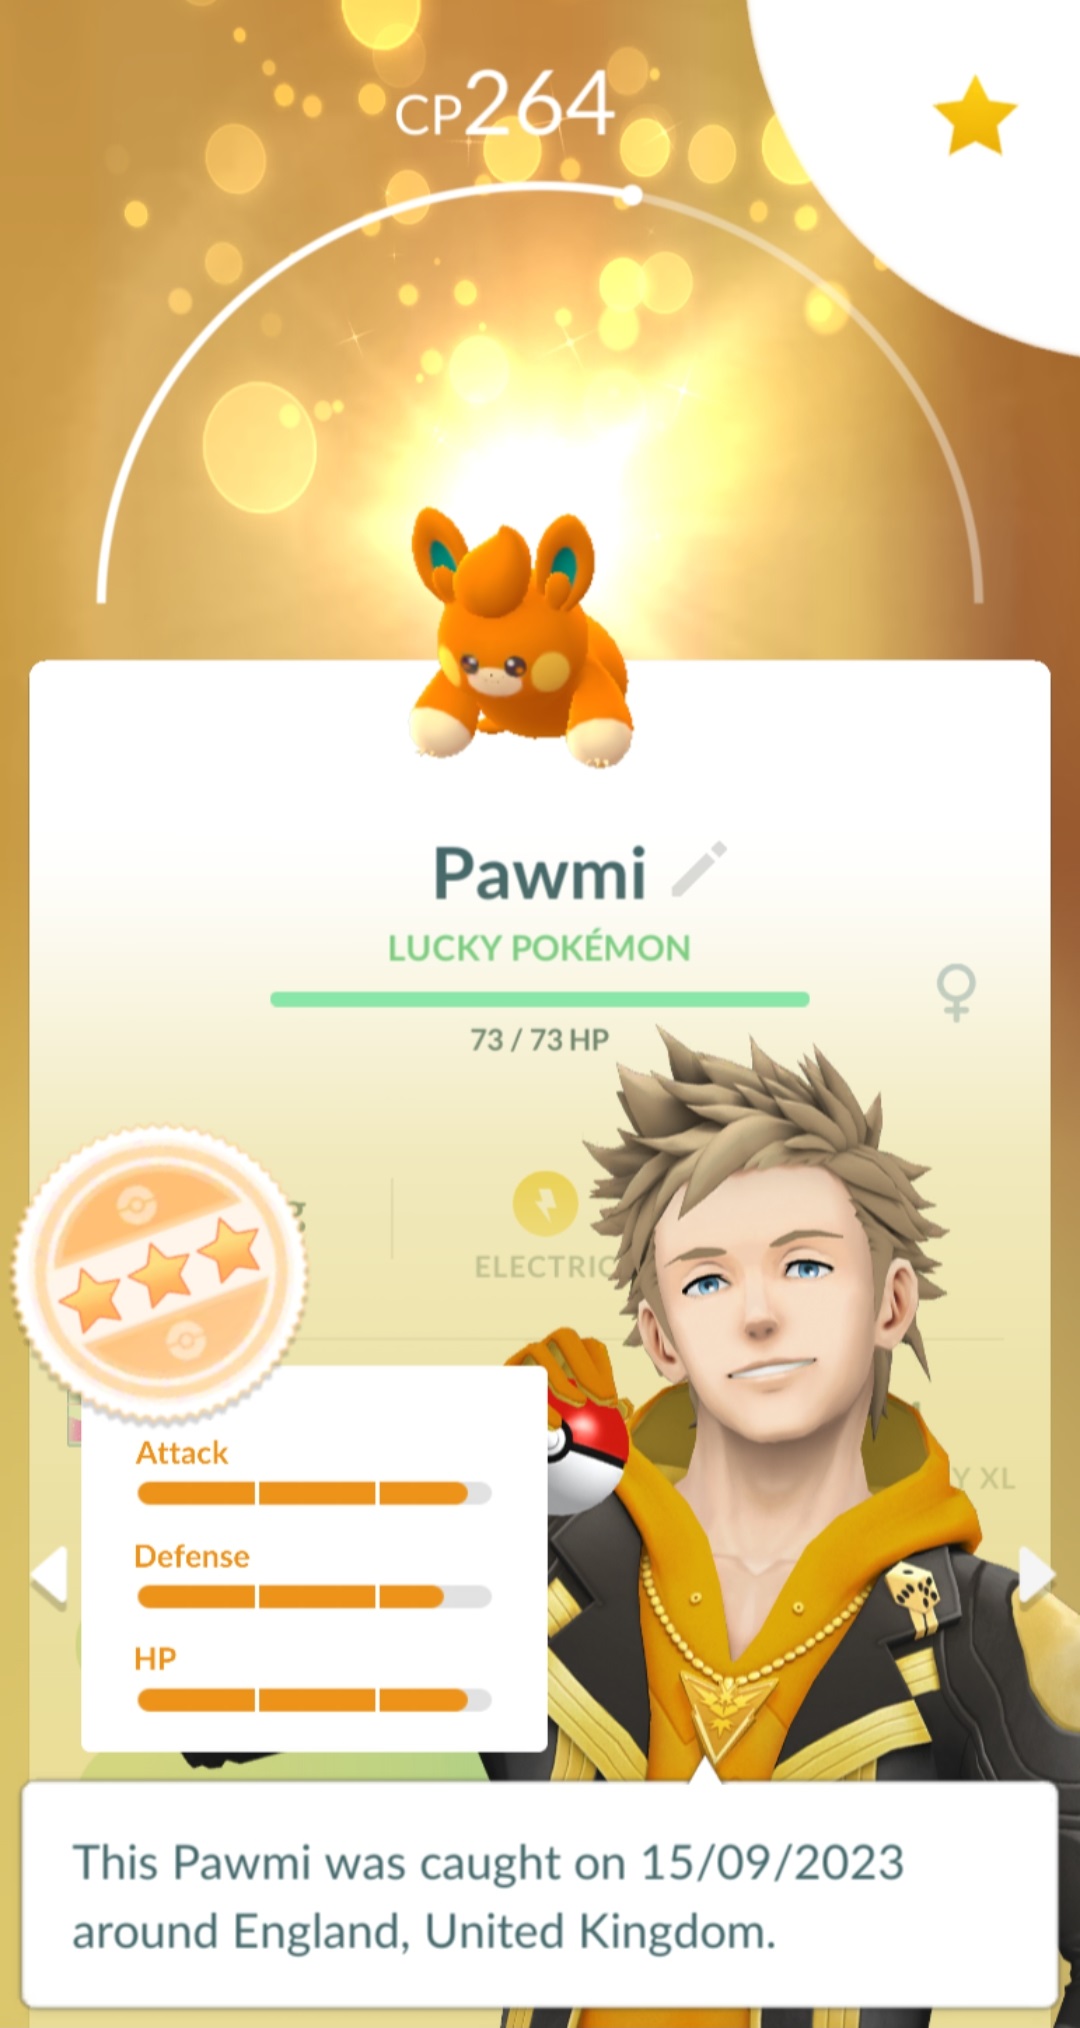 CP264
Pawmi
LUCKY POKÉMON
73 / 73 HP
ELECTRIC
Attack
Defense
HP
Y XL
This Pawmi was caught on 15/09/2023
around England, United Kingdom.